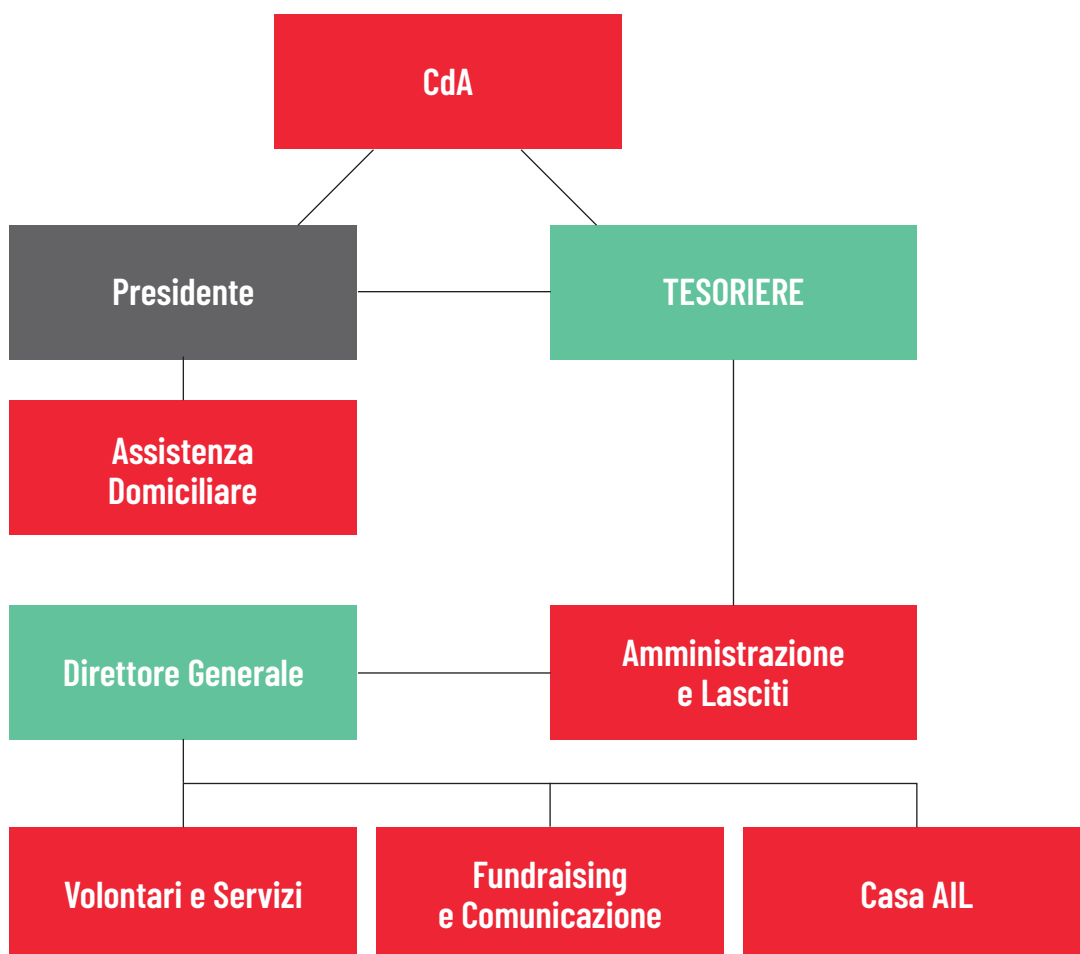 CdA
Presidente
TESORIERE
Assistenza
Domiciliare
Direttore Generale
Amministrazione
e Lasciti
Volontari e Servizi
Fundraising
e Comunicazione
Casa AIL